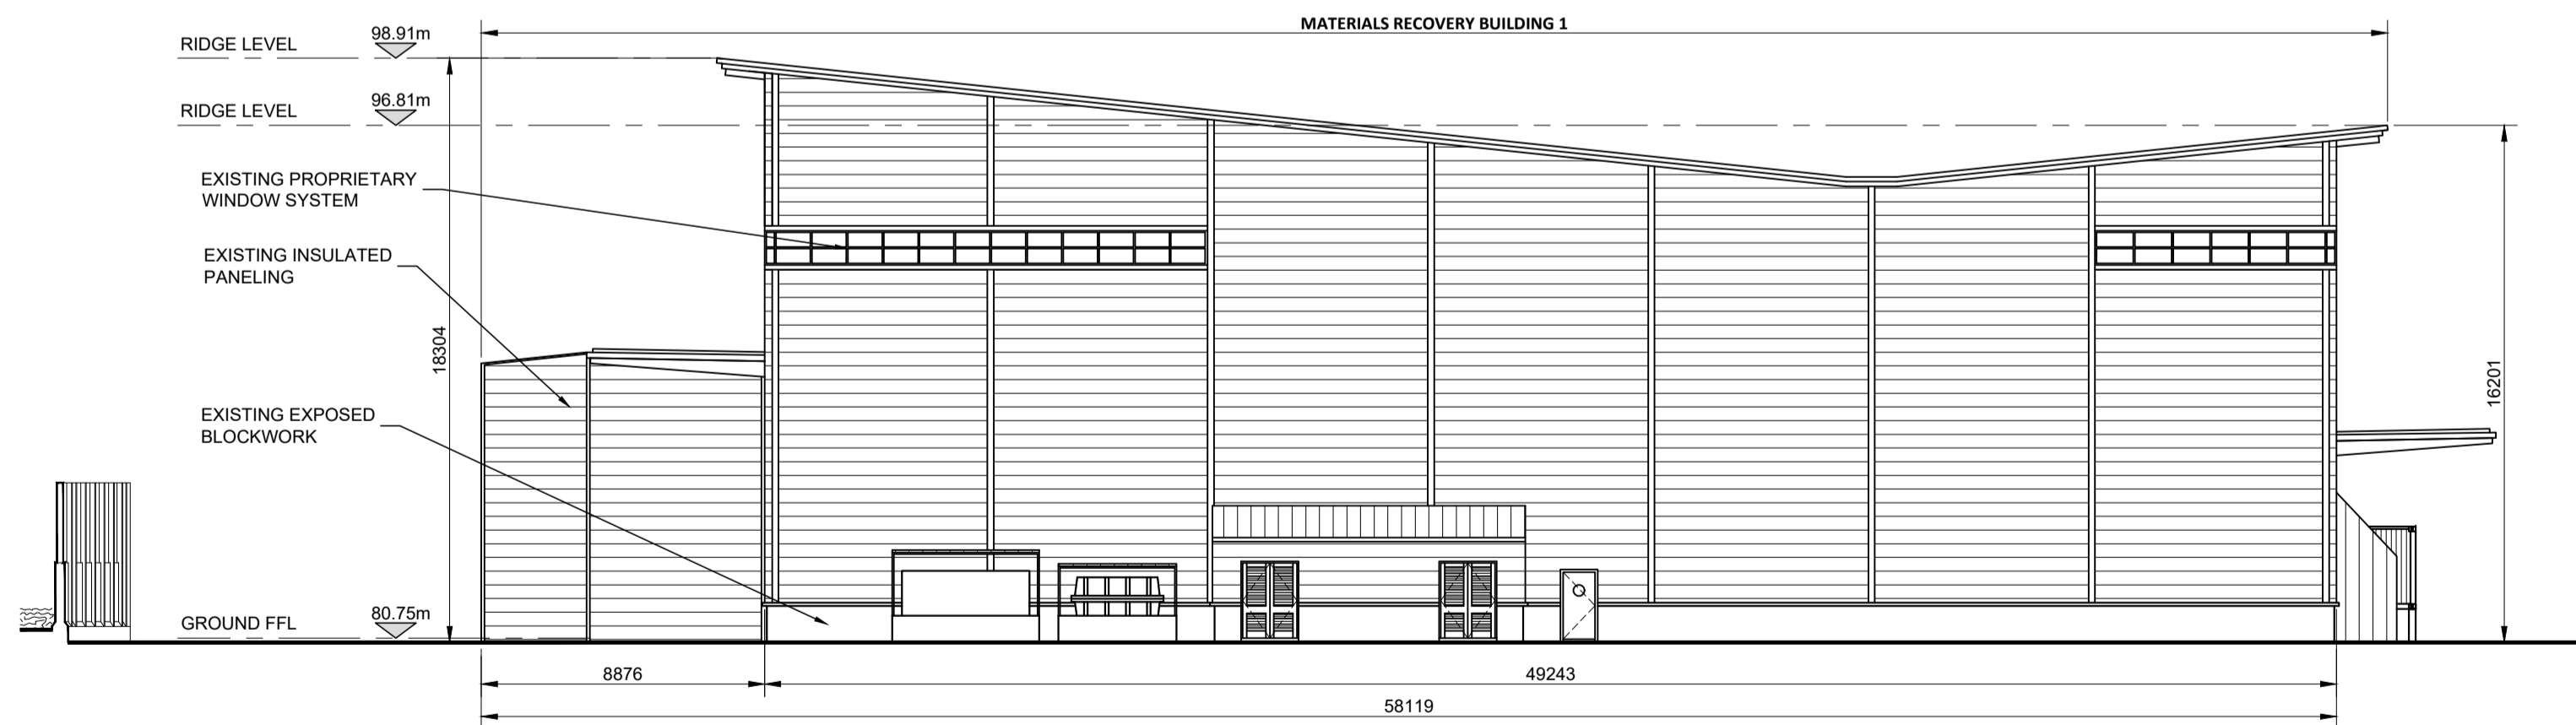 MATERIALS RECOVERY BUILDING 1
RIDGE LEVEL 98.91m
RIDGE LEVEL 96.81m
EXISTING PROPRIETARY
WINDOW SYSTEM
EXISTING INSULATED
PANELING
18304
16201
EXISTING EXPOSED
BLOCKWORK
GROUND FFL 80.75m
8876
49243
58119